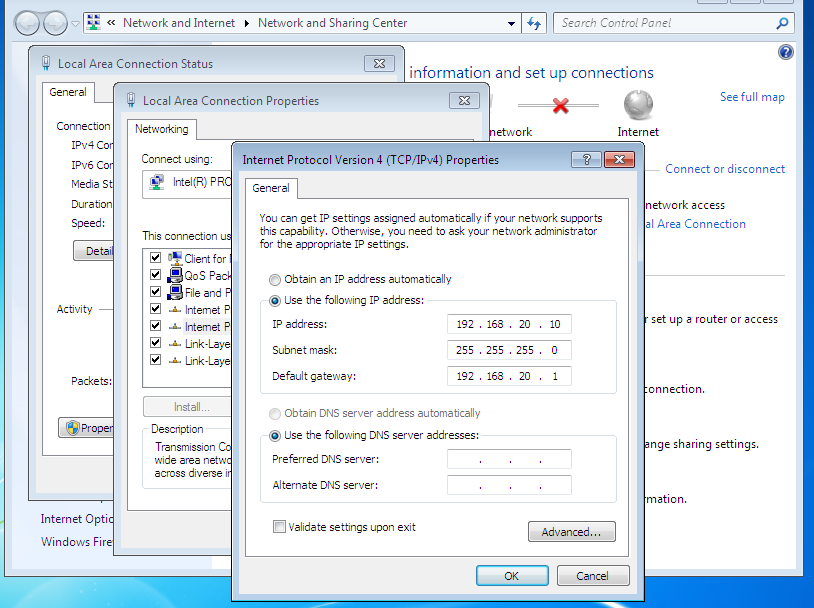 « Network and Internet ▸ Network and Sharing Center
Search Control Panel
information and set up connections
See full map
network
Internet
Connect or disconnect
network access
al Area Connection
r set up a router or access
onnection.
ange sharing settings.
mation.
Internet Optio
Windows Fire
Local Area Connection Status
General
Connection
IPv4 Con
IPv6 Con
Media St
Duration
Speed:
Detail
Activity
Packets:
Proper
Local Area Connection Properties
Networking
Connect using:
Intel(R) PRO
This connection us
Client for M
QoS Pack
File and P
Internet P
Internet P
Link-Laye
Link-Laye
Install...
Description
Transmission Co
wide area netwo
across diverse in
Internet Protocol Version 4 (TCP/IPv4) Properties
General
You can get IP settings assigned automatically if your network supports
this capability. Otherwise, you need to ask your network administrator
for the appropriate IP settings.
Obtain an IP address automatically
Use the following IP address:
IP address: 192 . 168 . 20 . 10
Subnet mask: 255 . 255 . 255 . 0
Default gateway: 192 . 168 . 20 . 1
Obtain DNS server address automatically
Use the following DNS server addresses:
Preferred DNS server: . . .
Alternate DNS server: . . .
Validate settings upon exit
Advanced...
OK
Cancel